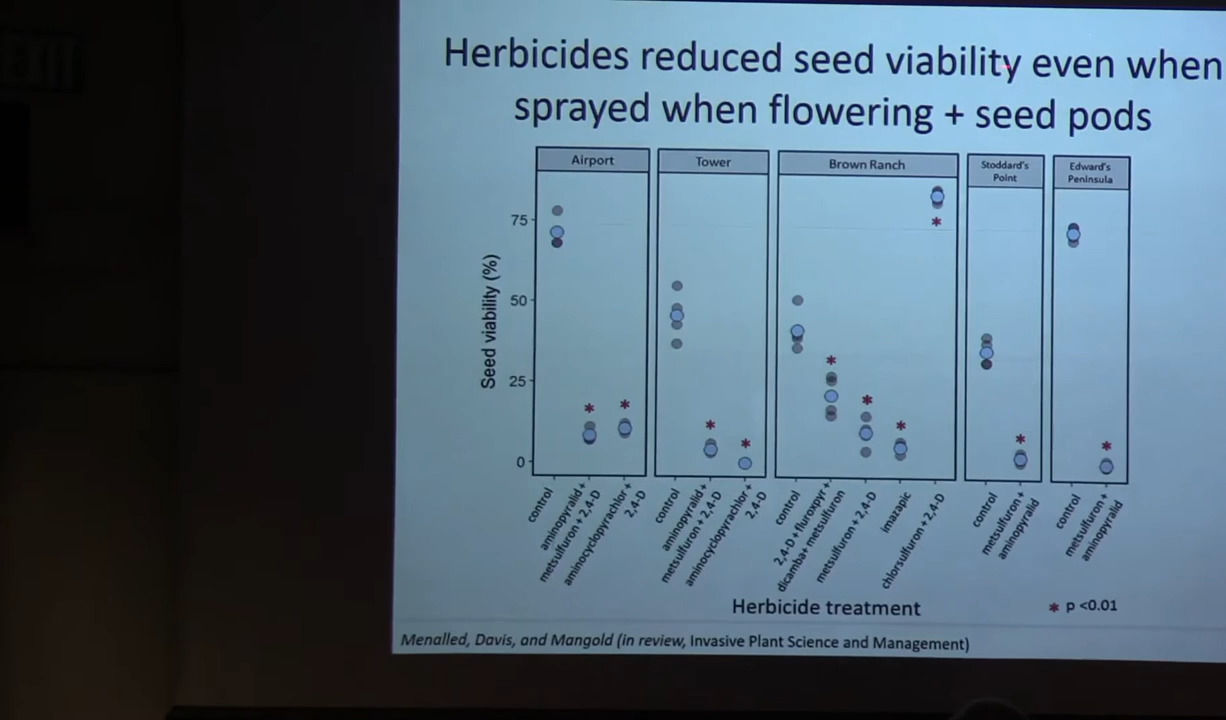 EXIT
Herbicides reduced seed viability even when
sprayed when flowering + seed pods
Airport
Tower
Brown Ranch
Stoddard's
Point
Edward's
Peninsula
Seed viability (%)
75
50
25
0
control
aminopyralid +
metsulfuron + 2,4-D
aminocyclopyrachlor +
2,4-D
control
aminopyralid +
metsulfuron + 2,4-D
aminocyclopyrachlor +
2,4-D
control
2,4-D + fluroxpyr +
dicamba+ metsulfuron
metsulfuron + 2,4-D
imazapic
chlorsulfuron + 2,4-D
control
metsulfuron +
aminopyralid
control
metsulfuron +
aminopyralid
Herbicide treatment
* p <0.01
Menalled, Davis, and Mangold (in review, Invasive Plant Science and Management)